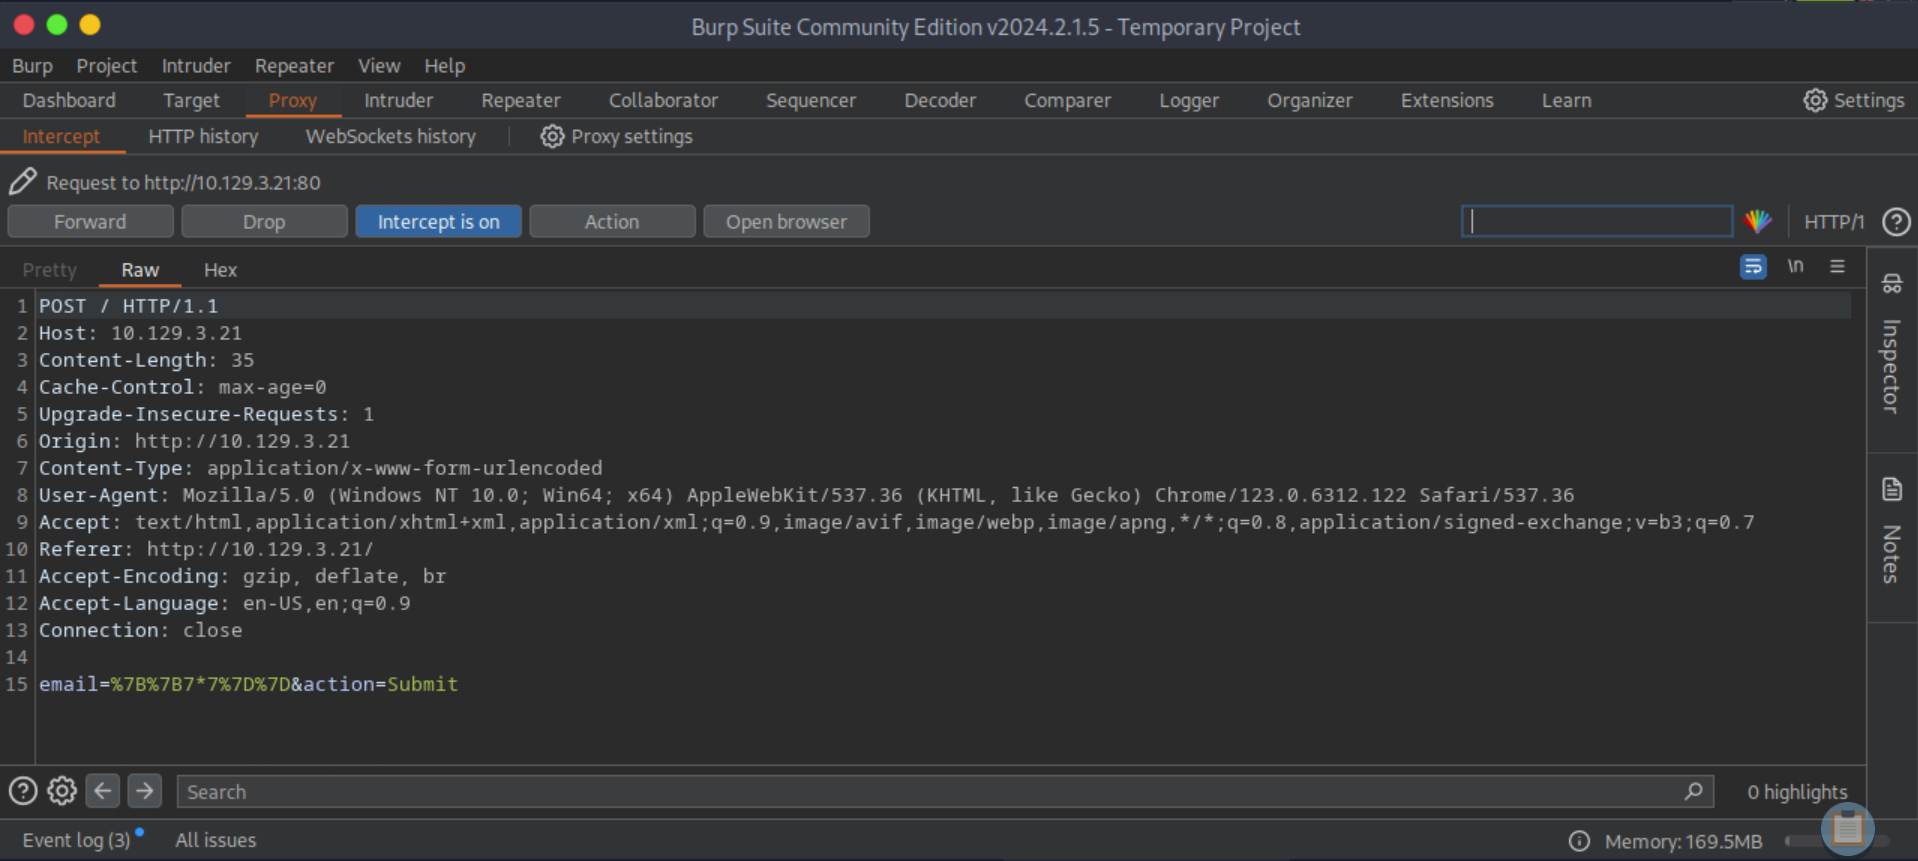 Burp Suite Community Edition v2024.2.1.5 - Temporary Project
Burp Project Intruder Repeater View Help
Dashboard Target Proxy Intruder Repeater Collaborator Sequencer Decoder Comparer Logger Organizer Extensions Learn Settings
Intercept HTTP history WebSockets history Proxy settings
Request to http://10.129.3.21:80
Forward Drop Intercept is on Action Open browser HTTP/1 ?
Pretty Raw Hex \n
1 POST / HTTP/1.1
2 Host: 10.129.3.21
3 Content-Length: 35
4 Cache-Control: max-age=0
5 Upgrade-Insecure-Requests: 1
6 Origin: http://10.129.3.21
7 Content-Type: application/x-www-form-urlencoded
8 User-Agent: Mozilla/5.0 (Windows NT 10.0; Win64; x64) AppleWebKit/537.36 (KHTML, like Gecko) Chrome/123.0.6312.122 Safari/537.36
9 Accept: text/html,application/xhtml+xml,application/xml;q=0.9,image/avif,image/webp,image/apng,*/*;q=0.8,application/signed-exchange;v=b3;q=0.7
10 Referer: http://10.129.3.21/
11 Accept-Encoding: gzip, deflate, br
12 Accept-Language: en-US,en;q=0.9
13 Connection: close
14
15 email=%7B%7B7*7%7D%7D&action=Submit
Inspector
Notes
? Search 0 highlights
Event log (3) All issues Memory: 169.5MB